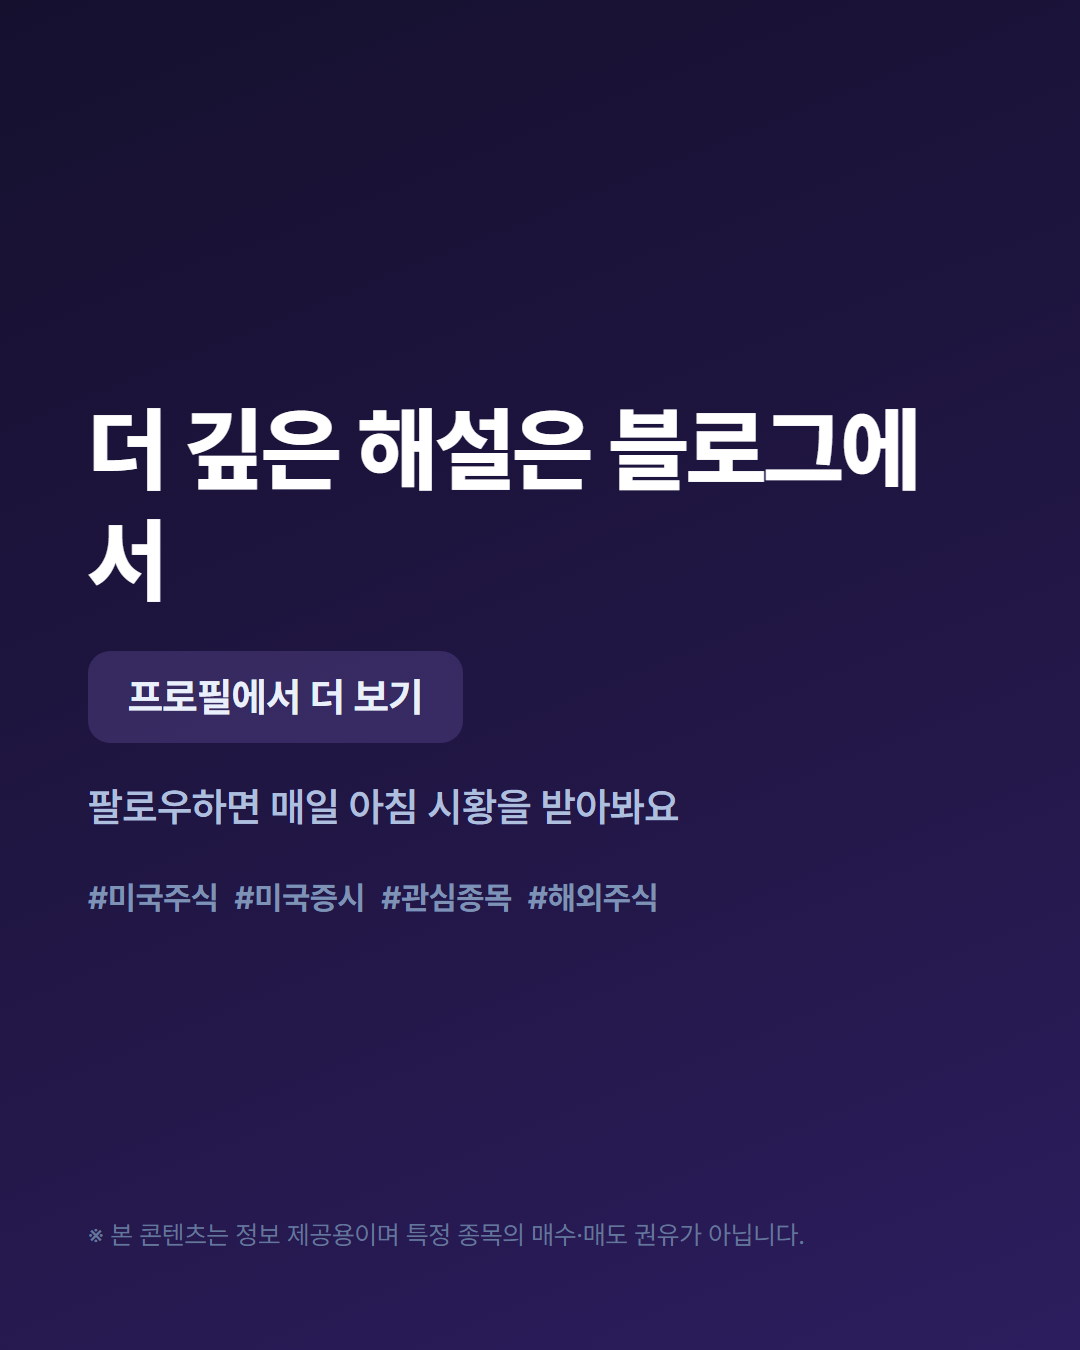 더 깊은 해설은 블로그에
서
프로필에서 더 보기
팔로우하면 매일 아침 시황을 받아봐요
#미국주식 #미국증시 #관심종목 #해외주식
※ 본 콘텐츠는 정보 제공용이며 특정 종목의 매수·매도 권유가 아닙니다.